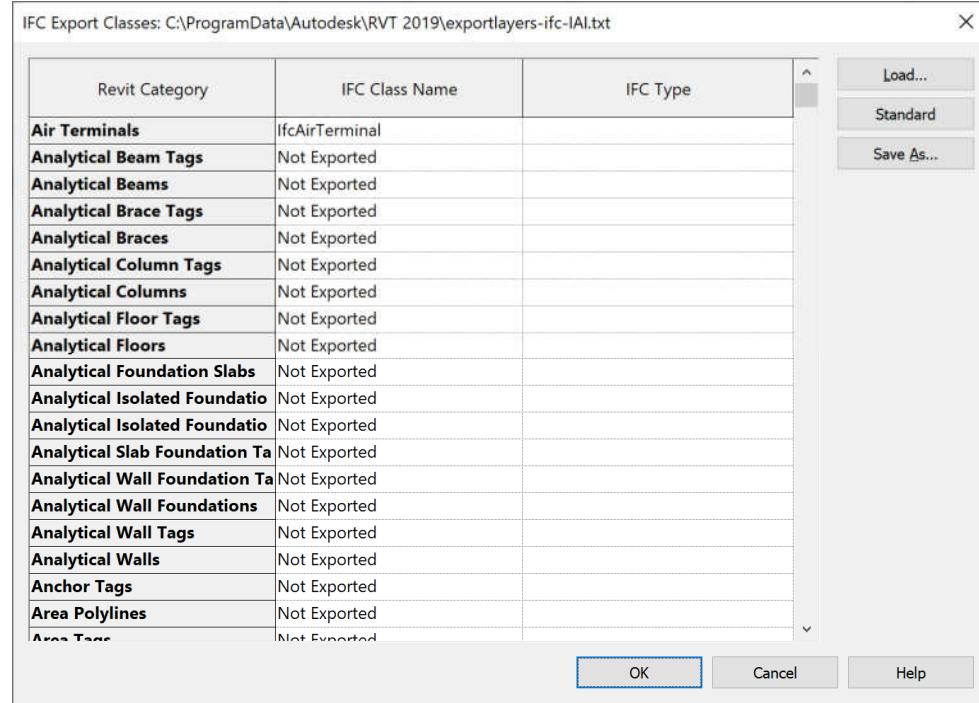 IFC Export Classes: C:\ProgramData\Autodesk\RVT 2019\exportlayers-ifc-IAI.txt
Revit Category IFC Class Name IFC Type
Load...
Standard
Save As...
Air Terminals IfcAirTerminal
Analytical Beam Tags Not Exported
Analytical Beams Not Exported
Analytical Brace Tags Not Exported
Analytical Braces Not Exported
Analytical Column Tags Not Exported
Analytical Columns Not Exported
Analytical Floor Tags Not Exported
Analytical Floors Not Exported
Analytical Foundation Slabs Not Exported
Analytical Isolated Foundatio Not Exported
Analytical Isolated Foundatio Not Exported
Analytical Slab Foundation Ta Not Exported
Analytical Wall Foundation Ta Not Exported
Analytical Wall Foundations Not Exported
Analytical Wall Tags Not Exported
Analytical Walls Not Exported
Anchor Tags Not Exported
Area Polylines Not Exported
Area Tags Not Exported
OK Cancel Help